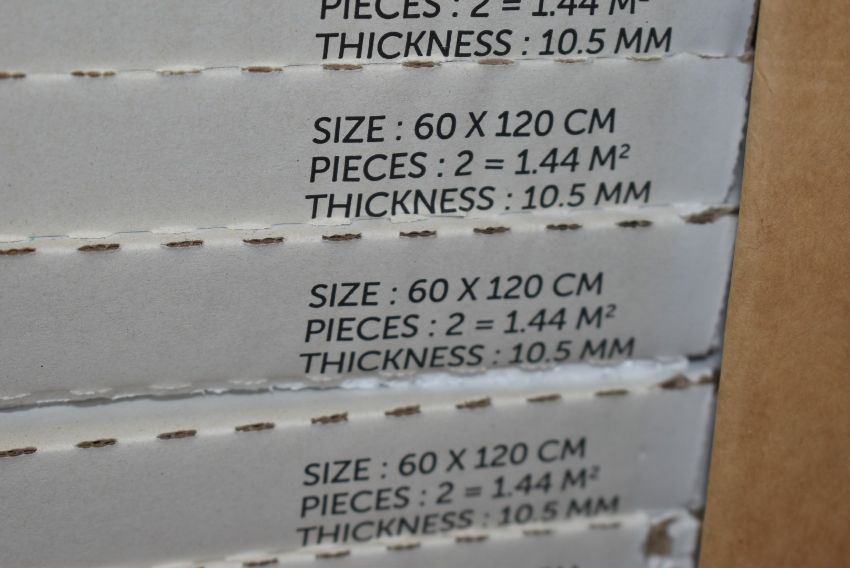 PIECES : 2 = 1.44 M²
THICKNESS : 10.5 MM
SIZE : 60 X 120 CM
PIECES : 2 = 1.44 M²
THICKNESS : 10.5 MM
SIZE : 60 X 120 CM
PIECES : 2 = 1.44 M²
THICKNESS : 10.5 MM
SIZE : 60 X 120 CM
PIECES : 2 = 1.44 M²
THICKNESS : 10.5 MM